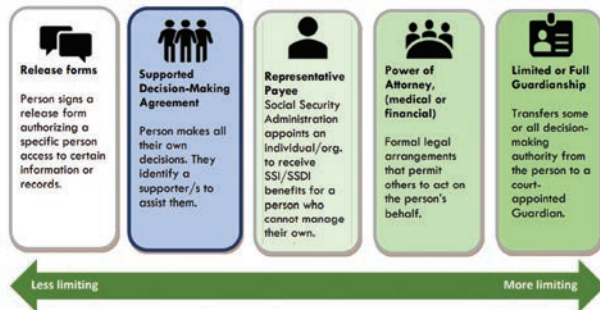 Release forms
Person signs a
release form
authorizing a
specific person
access to certain
information or
records.
Supported
Decision-Making
Agreement
Person makes all
their own
decisions. They
identify a
supporter/s to
assist them.
Representative
Payee
Social Security
Administration
appoints an
individual/org. to
receive
SSI/SSDI
benefits for a
person who
cannot manage
their own.
Power of
Attorney,
(medical or
financial)
Formal legal
arrangements
that permit
others to act on
the person's
behalf.
Limited or Full
Guardianship
Transfers some
or all decision-
making
authority from
the person to a
court-
appointed
Guardian.
Less limiting
More limiting